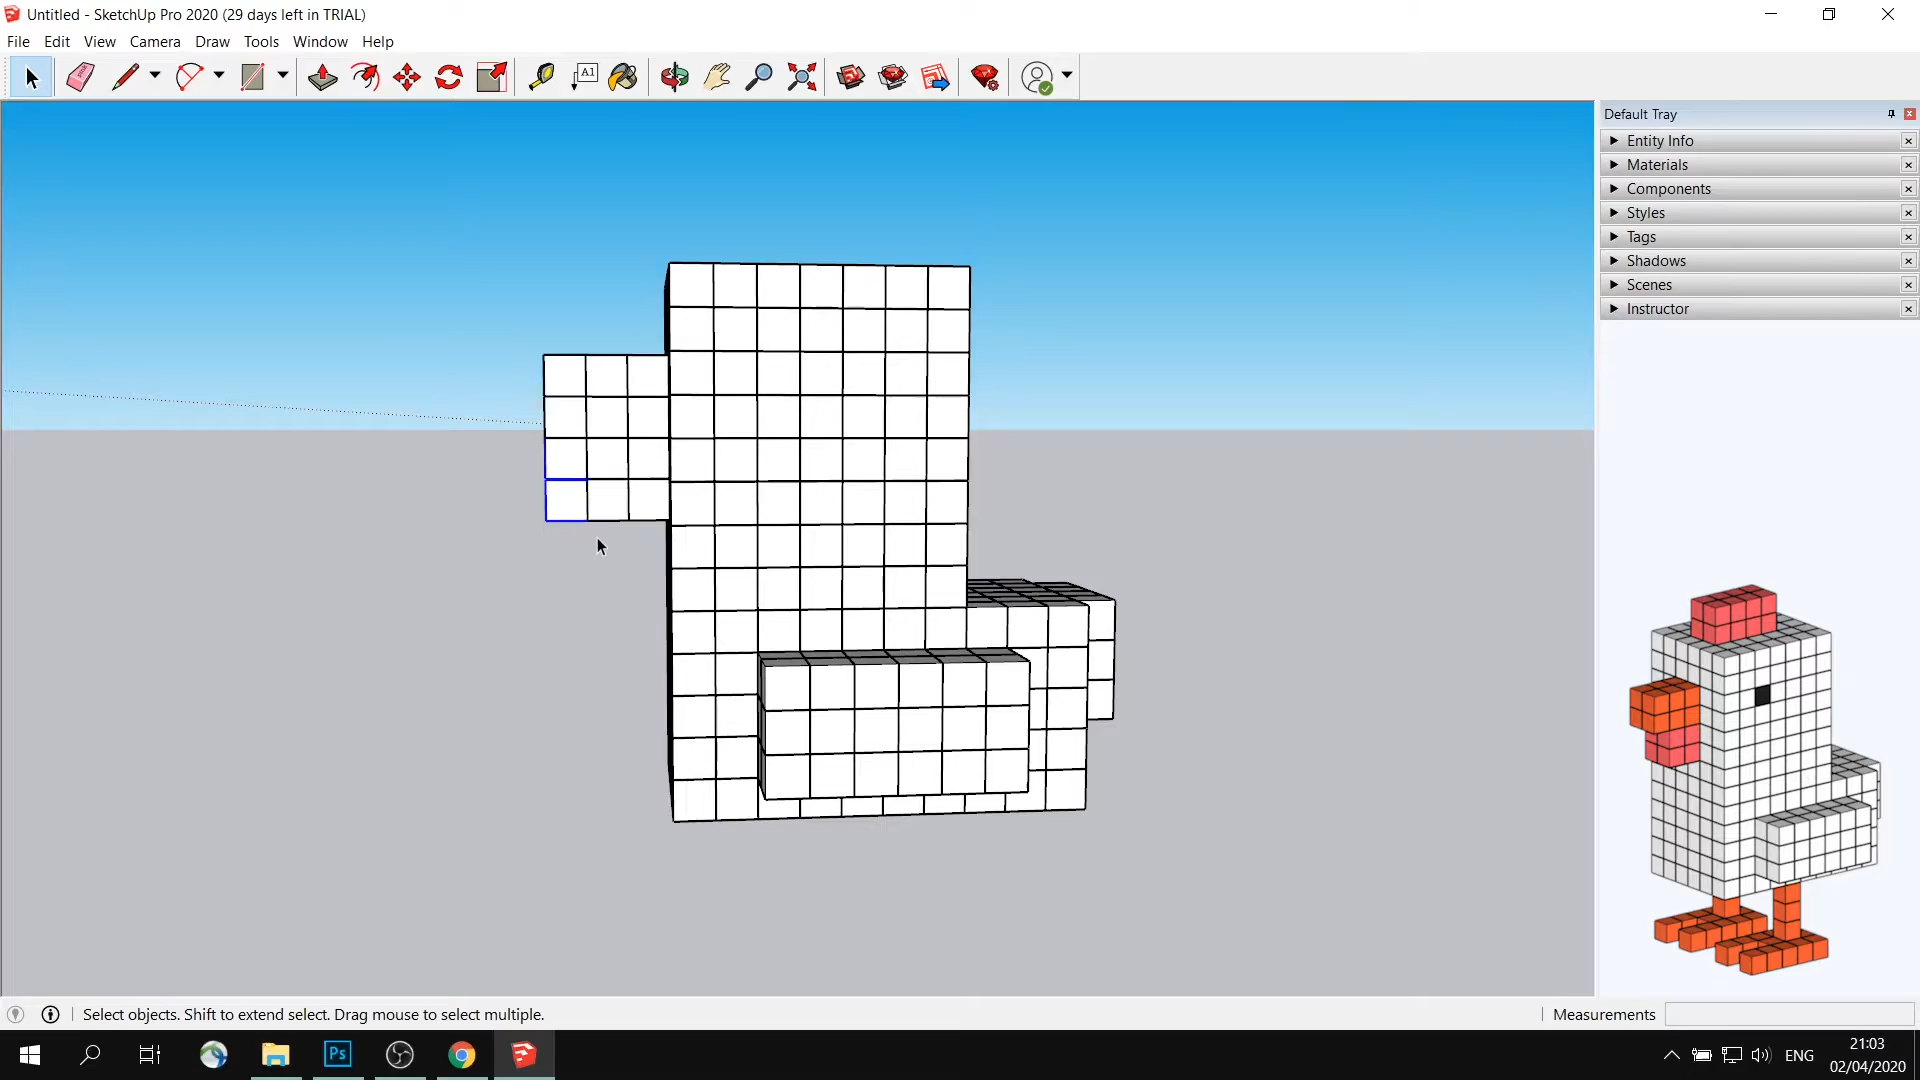 Untitled - SketchUp Pro 2020 (29 days left in TRIAL)
File Edit View Camera Draw Tools Window Help
A1
Default Tray
Entity Info
Materials
Components
Styles
Tags
Shadows
Scenes
Instructor
Select objects. Shift to extend select. Drag mouse to select multiple.
Measurements
Ps
ENG
21:03
02/04/2020